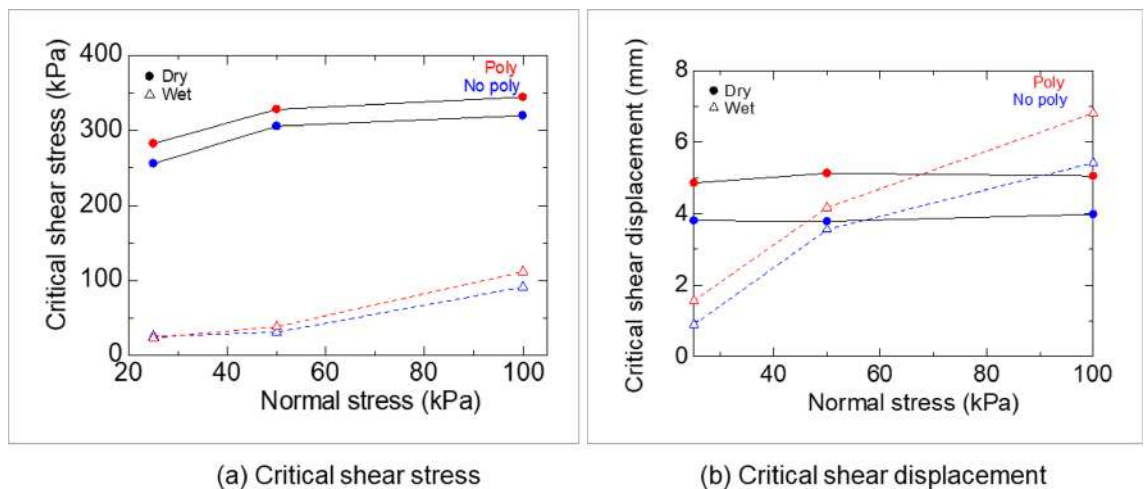 Critical shear stress (kPa)
400
300
200
100
0
Dry
Wet
Poly
No poly
20
40
60
80
100
Normal stress (kPa)
(a) Critical shear stress
Critical shear displacement (mm)
8
6
4
2
0
Dry
Wet
Poly
No poly
40
60
80
100
Normal stress (kPa)
(b) Critical shear displacement